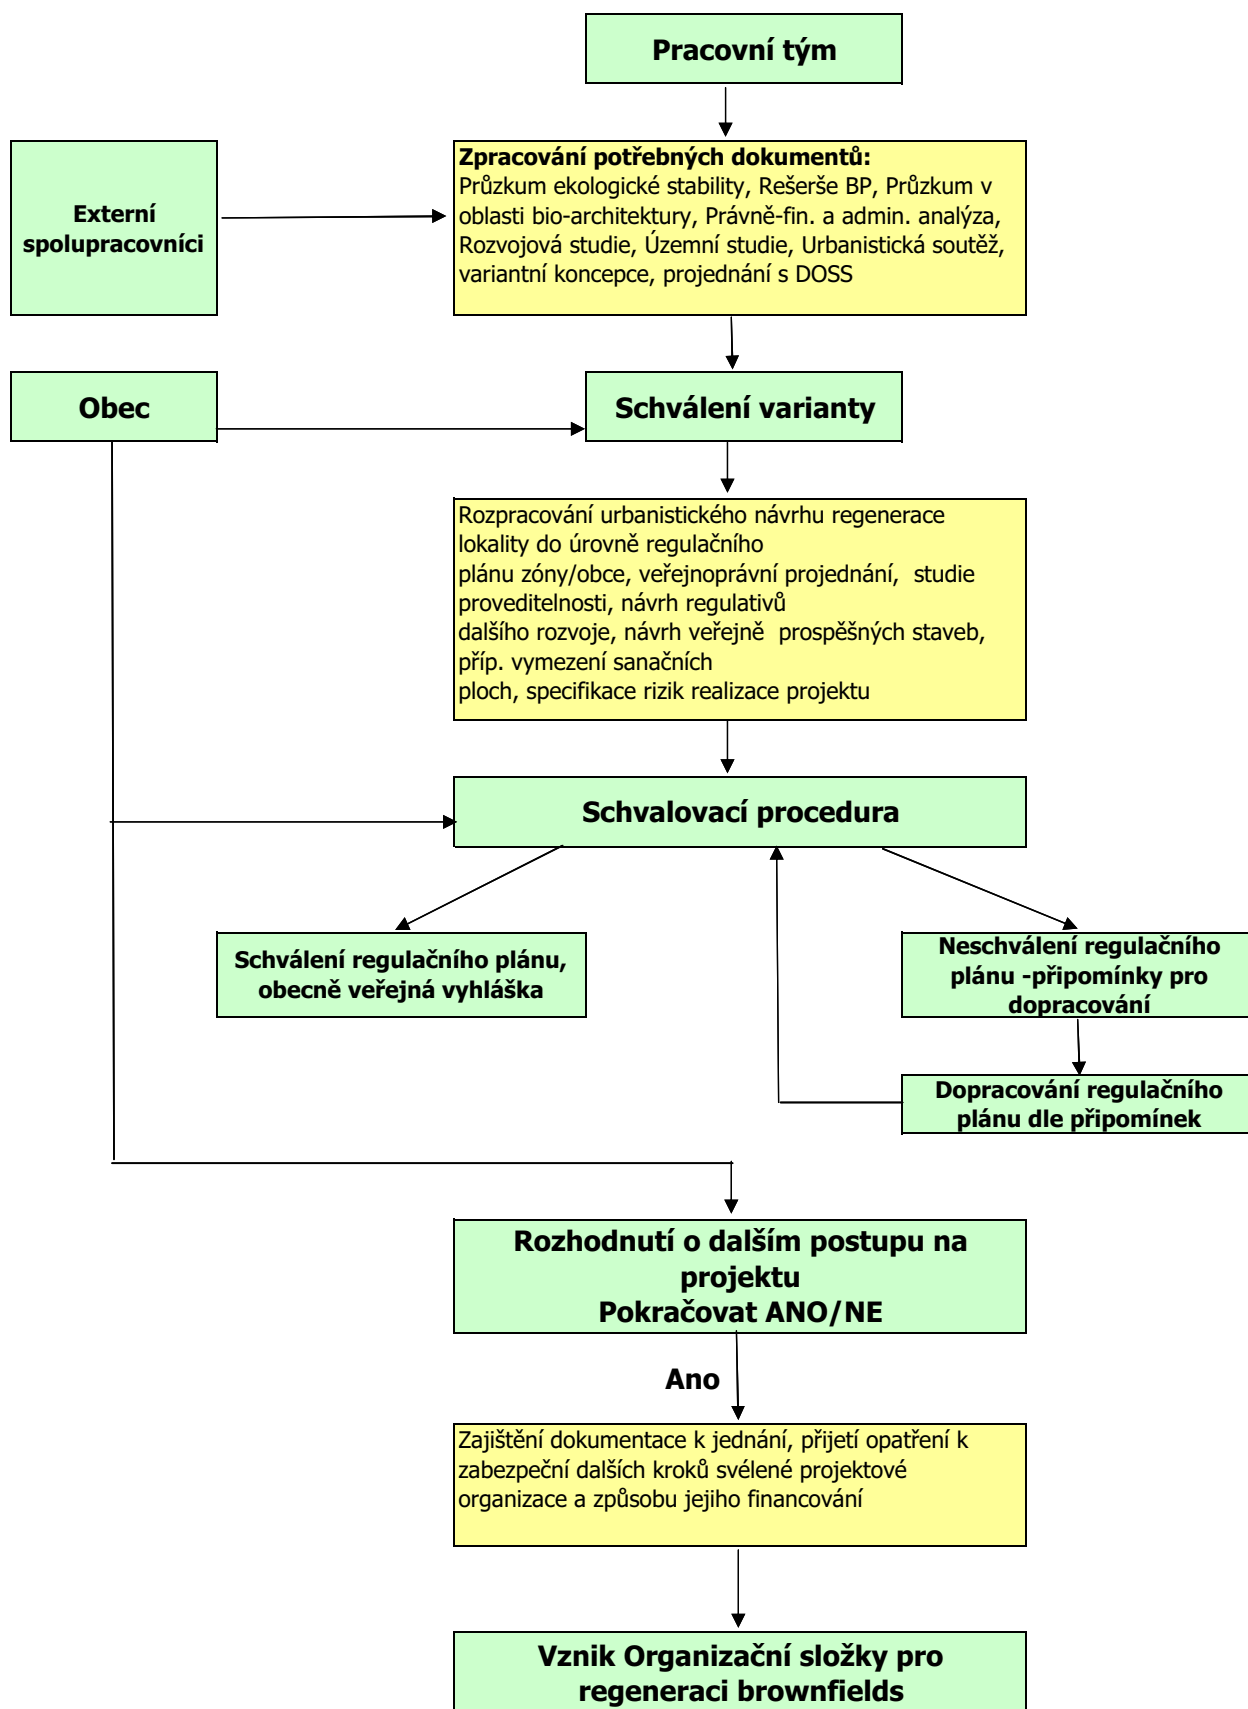 Pracovní tým
Externí
spolupracovníci
Zpracování potřebných dokumentů:
Průzkum ekologické stability, Rešerše BP, Průzkum v
oblasti bio-architektury, Právně-fin. a admin. analýza,
Rozvojová studie, Územní studie, Urbanistická soutěž,
variantní koncepce, projednání s DOSS
Obec
Schválení varianty
Rozpracování urbanistického návrhu regenerace
lokality do úrovně regulačního
plánu zóny/obce, veřejnoprávní projednání, studie
proveditelnosti, návrh regulativů
dalšího rozvoje, návrh veřejně prospěšných staveb,
příp. vymezení sanačních
ploch, specifikace rizik realizace projektu
Schvalovací procedura
Schválení regulačního plánu,
obecně veřejná vyhláška
Neschválení regulačního
plánu -připomínky pro
dopracování
Dopracování regulačního
plánu dle připomínek
Rozhodnutí o dalším postupu na
projektu
Pokračovat ANO/NE
Ano
Zajištění dokumentace k jednání, přijetí opatření k
zabezpeční dalších kroků svélené projektové
organizace a způsobu jejiho financování
Vznik Organizační složky pro
regeneraci brownfields